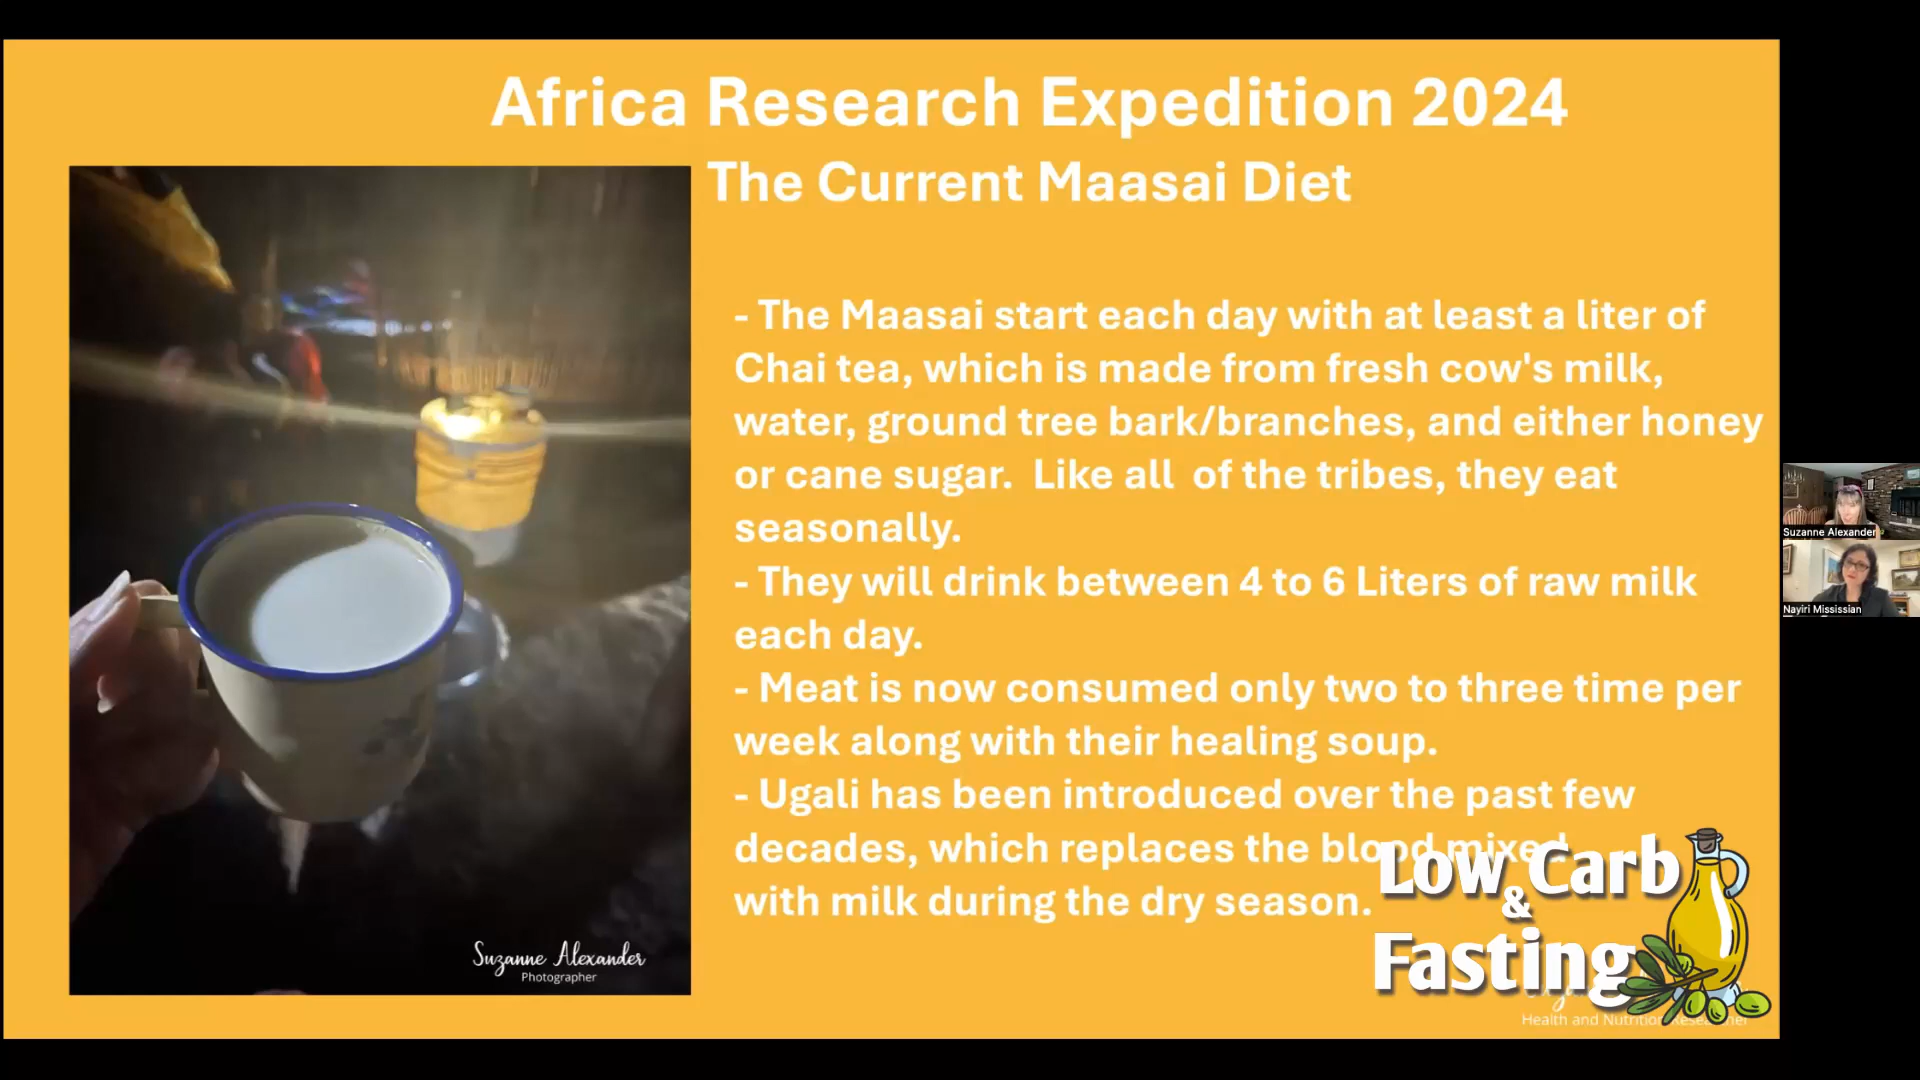 Africa Research Expedition 2024
The Current Maasai Diet
- The Maasai start each day with at least a liter of
Chai tea, which is made from fresh cow's milk,
water, ground tree bark/branches, and either honey
or cane sugar.  Like all  of the tribes, they eat
seasonally.
- They will drink between 4 to 6 Liters of raw milk
each day.
- Meat is now consumed only two to three time per
week along with their healing soup.
- Ugali has been introduced over the past few
decades, which replaces the blood mixed
with milk during the dry season.
Suzanne Alexander
Photographer
Low Carb
&
Fasting
Health and Nutrition Researcher
Suzanne Alexander
Nayiri Mississian